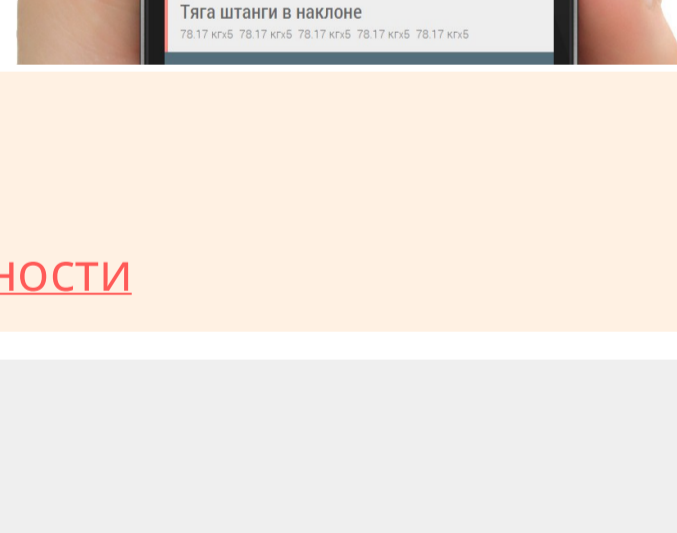 Тяга штанги в наклоне
78.17 кгх5 78.17 кгх5 78.17 кгх5 78.17 кгх5 78.17 кгх5
ности